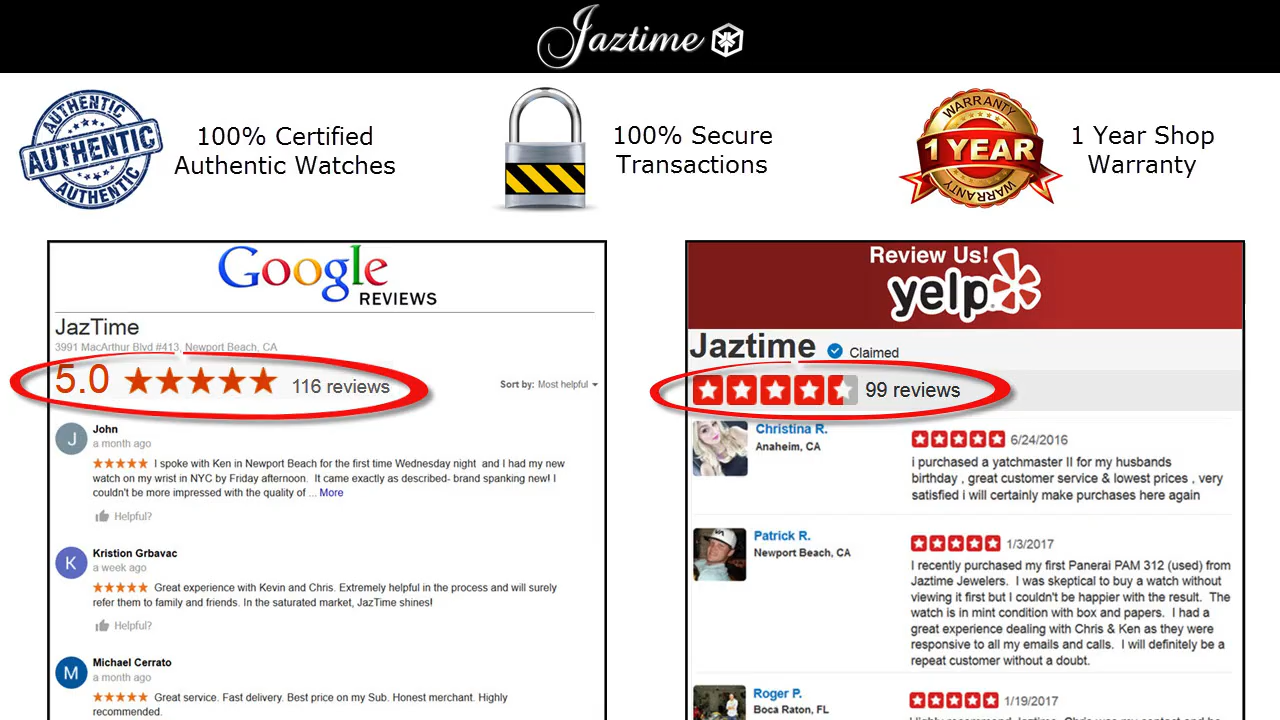 Jaztime
AUTHENTIC
AUTHENTIC
AUTHENTIC
100% Certified
Authentic Watches
100% Secure
Transactions
WARRANTY
1 YEAR
WARRANTY
1 Year Shop
Warranty
Google
REVIEWS
JazTime
3991 MacArthur Blvd #413, Newport Beach, CA
5.0 116 reviews
Sort by: Most helpful
J
John
a month ago
I spoke with Ken in Newport Beach for the first time Wednesday night and I had my new
watch on my wrist in NYC by Friday afternoon. It came exactly as described- brand spanking new! I
couldn't be more impressed with the quality of ... More
Helpful?
K
Kristion Grbavac
a week ago
Great experience with Kevin and Chris. Extremely helpful in the process and will surely
refer them to family and friends. In the saturated market, JazTime shines!
Helpful?
M
Michael Cerrato
a month ago
Great service. Fast delivery. Best price on my Sub. Honest merchant. Highly
recommended.
Review Us!
yelp
Jaztime Claimed
99 reviews
Christina R.
Anaheim, CA
6/24/2016
i purchased a yatchmaster II for my husbands
birthday , great customer service & lowest prices , very
satisfied i will certainly make purchases here again
Patrick R.
Newport Beach, CA
1/3/2017
I recently purchased my first Panerai PAM 312 (used) from
Jaztime Jewelers. I was skeptical to buy a watch without
viewing it first but I couldn't be happier with the result. The
watch is in mint condition with box and papers. I had a
great experience dealing with Chris & Ken as they were
responsive to all my emails and calls. I will definitely be a
repeat customer without a doubt.
Roger P.
Boca Raton, FL
1/19/2017